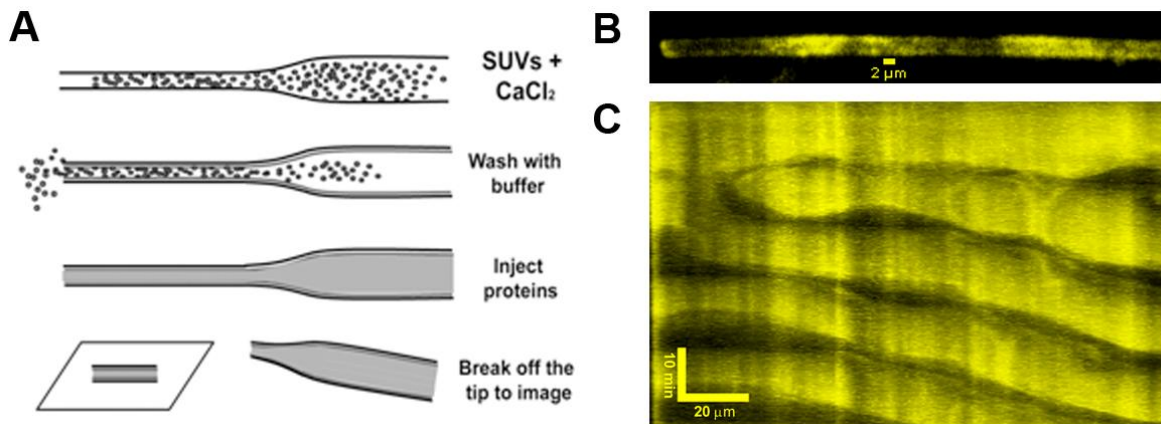 A
SUVs +
CaCl₂
Wash with
buffer
Inject
proteins
Break off the
tip to image
B
2 µm
C
10 min
20 µm